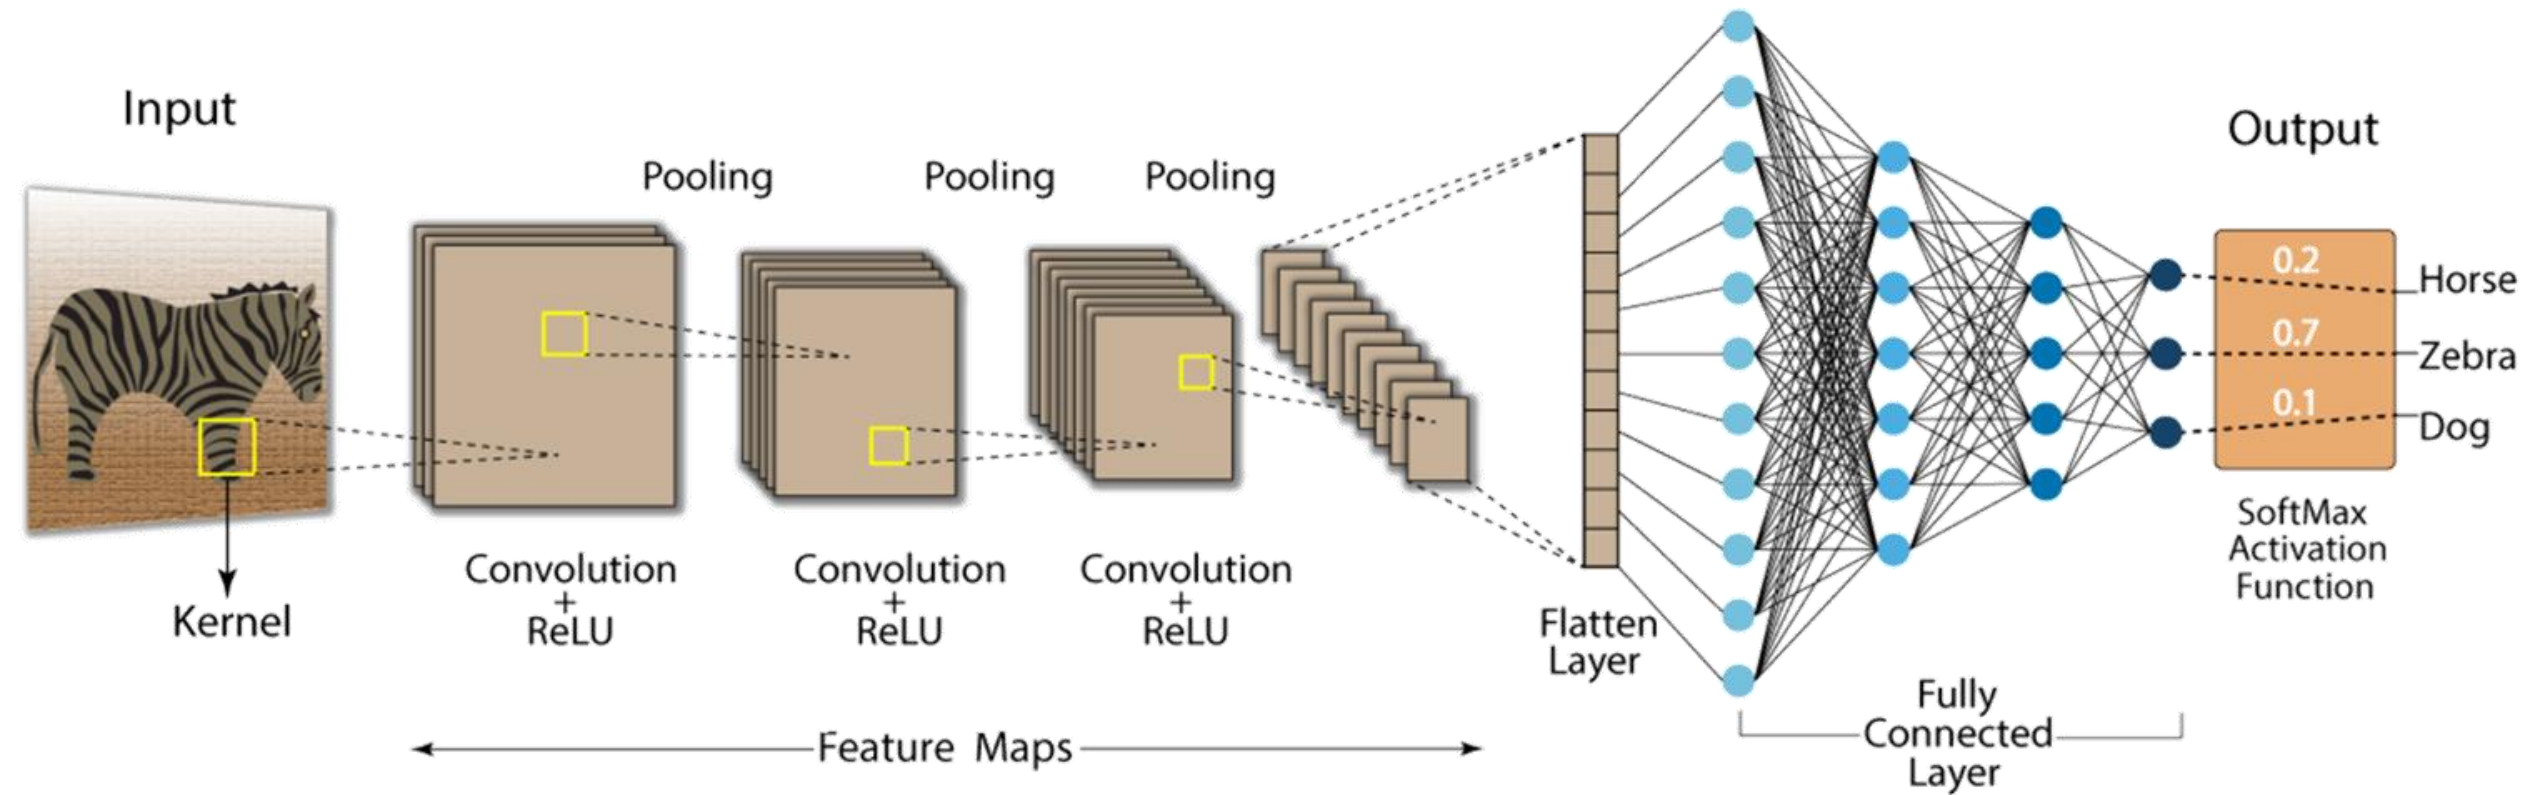 Input
Kernel
Pooling
Pooling
Pooling
Convolution
+
ReLU
Convolution
+
ReLU
Convolution
+
ReLU
Feature Maps
Flatten
Layer
Fully
Connected
Layer
Output
0.2
Horse
0.7
Zebra
0.1
Dog
SoftMax
Activation
Function